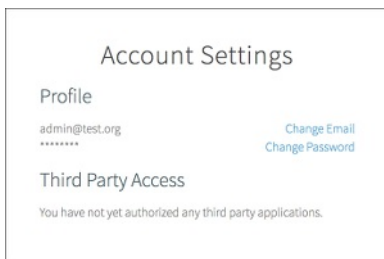 Account Settings
Profile
admin@test.org Change Email
******** Change Password
Third Party Access
You have not yet authorized any third party applications.